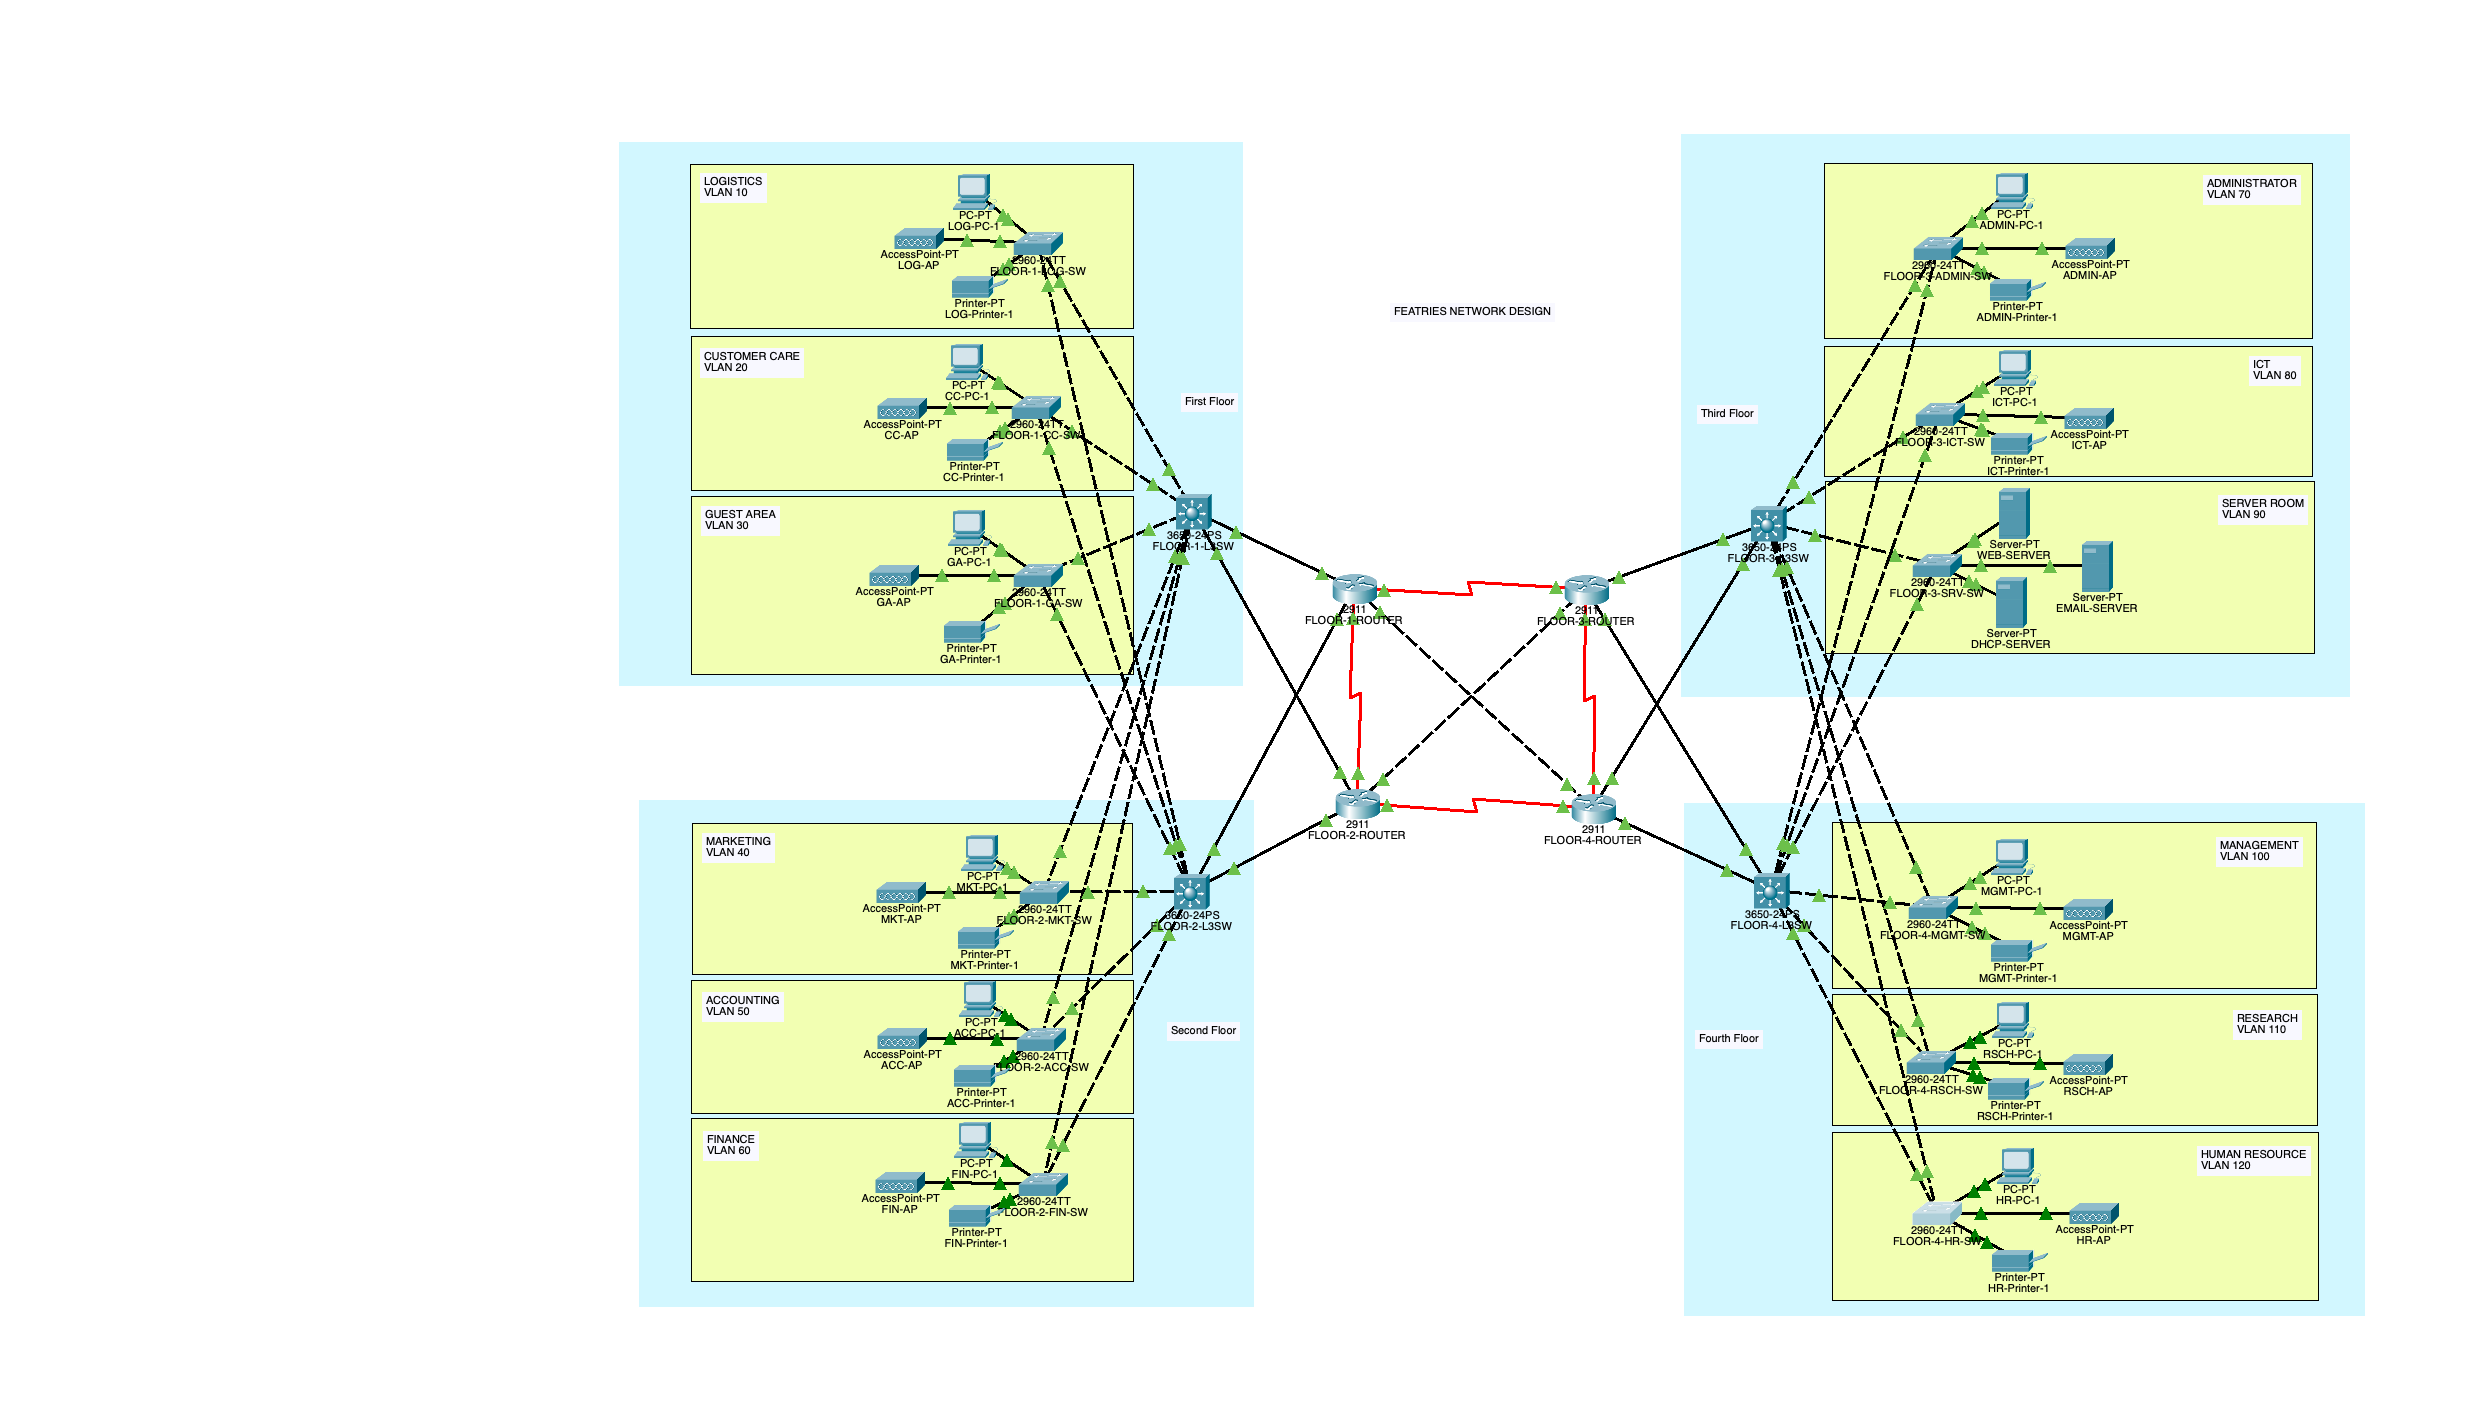 FEATRIES NETWORK DESIGN
First Floor
LOGISTICS
VLAN 10
PC-PT
LOG-PC-1
AccessPoint-PT
LOG-AP
2960-24TT
FLOOR-1-LOG-SW
Printer-PT
LOG-Printer-1
CUSTOMER CARE
VLAN 20
PC-PT
CC-PC-1
AccessPoint-PT
CC-AP
2960-24TT
FLOOR-1-CC-SW
Printer-PT
CC-Printer-1
GUEST AREA
VLAN 30
PC-PT
GA-PC-1
AccessPoint-PT
GA-AP
2960-24TT
FLOOR-1-GA-SW
Printer-PT
GA-Printer-1
3650-24PS
FLOOR-1-L3SW
2911
FLOOR-1-ROUTER
2911
FLOOR-3-ROUTER
Third Floor
3650-24PS
FLOOR-3-L3SW
ADMINISTRATOR
VLAN 70
PC-PT
ADMIN-PC-1
2960-24TT
FLOOR-3-ADMIN-SW
AccessPoint-PT
ADMIN-AP
Printer-PT
ADMIN-Printer-1
ICT
VLAN 80
PC-PT
ICT-PC-1
2960-24TT
FLOOR-3-ICT-SW
AccessPoint-PT
ICT-AP
Printer-PT
ICT-Printer-1
SERVER ROOM
VLAN 90
Server-PT
WEB-SERVER
2960-24TT
FLOOR-3-SRV-SW
Server-PT
EMAIL-SERVER
Server-PT
DHCP-SERVER
Second Floor
MARKETING
VLAN 40
PC-PT
MKT-PC-1
AccessPoint-PT
MKT-AP
2960-24TT
FLOOR-2-MKT-SW
Printer-PT
MKT-Printer-1
ACCOUNTING
VLAN 50
PC-PT
ACC-PC-1
AccessPoint-PT
ACC-AP
2960-24TT
FLOOR-2-ACC-SW
Printer-PT
ACC-Printer-1
FINANCE
VLAN 60
PC-PT
FIN-PC-1
AccessPoint-PT
FIN-AP
2960-24TT
FLOOR-2-FIN-SW
Printer-PT
FIN-Printer-1
3650-24PS
FLOOR-2-L3SW
2911
FLOOR-2-ROUTER
2911
FLOOR-4-ROUTER
Fourth Floor
3650-24PS
FLOOR-4-L3SW
MANAGEMENT
VLAN 100
PC-PT
MGMT-PC-1
2960-24TT
FLOOR-4-MGMT-SW
AccessPoint-PT
MGMT-AP
Printer-PT
MGMT-Printer-1
RESEARCH
VLAN 110
PC-PT
RSCH-PC-1
2960-24TT
FLOOR-4-RSCH-SW
AccessPoint-PT
RSCH-AP
Printer-PT
RSCH-Printer-1
HUMAN RESOURCE
VLAN 120
PC-PT
HR-PC-1
2960-24TT
FLOOR-4-HR-SW
AccessPoint-PT
HR-AP
Printer-PT
HR-Printer-1